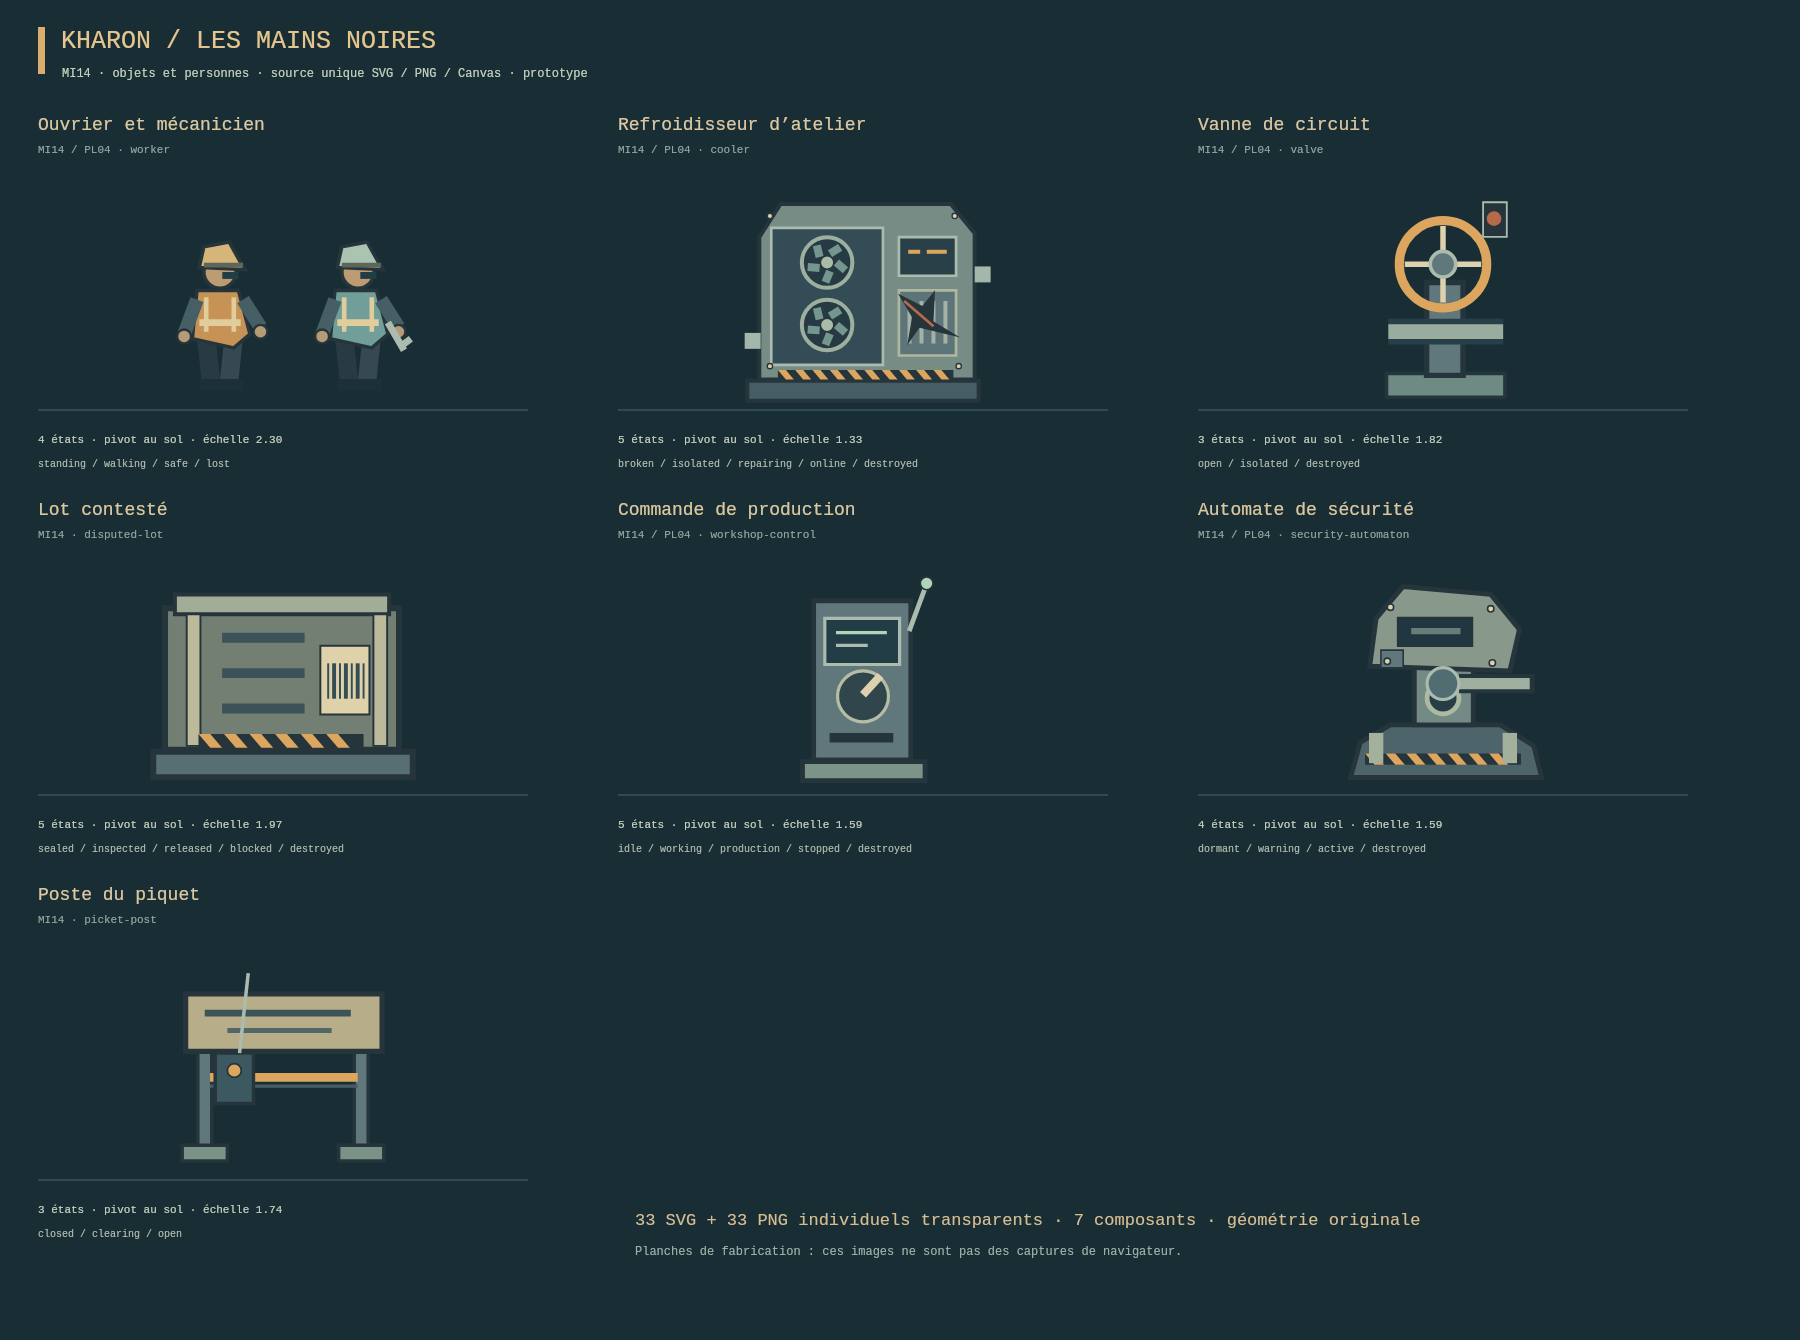 KHARON / LES MAINS NOIRES
MI14 · objets et personnes · source unique SVG / PNG / Canvas · prototype
Ouvrier et mécanicien
MI14 / PL04 · worker
4 états · pivot au sol · échelle 2.30
standing / walking / safe / lost
Refroidisseur d’atelier
MI14 / PL04 · cooler
5 états · pivot au sol · échelle 1.33
broken / isolated / repairing / online / destroyed
Vanne de circuit
MI14 / PL04 · valve
3 états · pivot au sol · échelle 1.82
open / isolated / destroyed
Lot contesté
MI14 · disputed-lot
5 états · pivot au sol · échelle 1.97
sealed / inspected / released / blocked / destroyed
Commande de production
MI14 / PL04 · workshop-control
5 états · pivot au sol · échelle 1.59
idle / working / production / stopped / destroyed
Automate de sécurité
MI14 / PL04 · security-automaton
4 états · pivot au sol · échelle 1.59
dormant / warning / active / destroyed
Poste du piquet
MI14 · picket-post
3 états · pivot au sol · échelle 1.74
closed / clearing / open
33 SVG + 33 PNG individuels transparents · 7 composants · géométrie originale
Planches de fabrication : ces images ne sont pas des captures de navigateur.